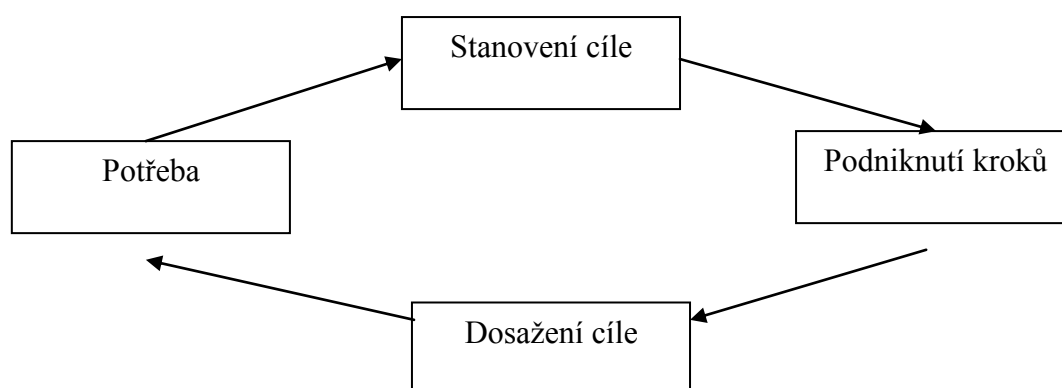 Stanovení cíle
Potřeba
Podniknutí kroků
Dosažení cíle